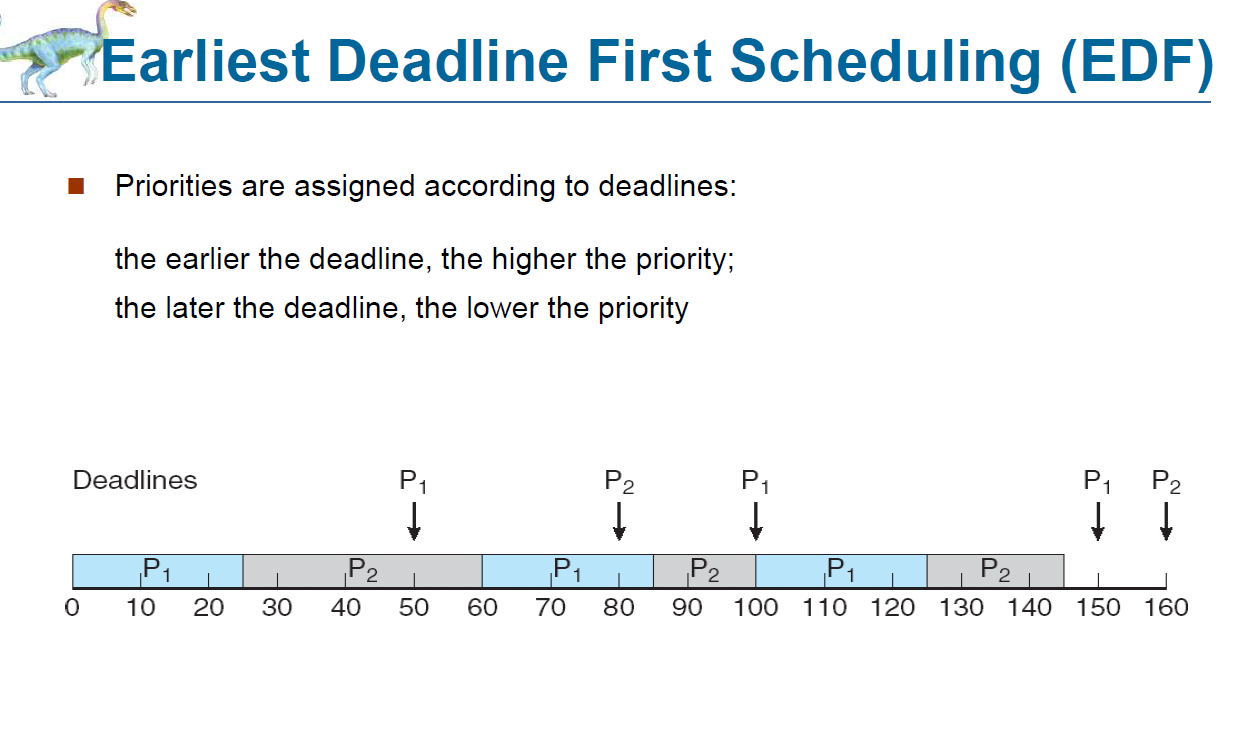 Earliest Deadline First Scheduling (EDF)
Priorities are assigned according to deadlines:
the earlier the deadline, the higher the priority;
the later the deadline, the lower the priority
Deadlines P₁ P₂ P₁ P₁ P₂
P₁ P₂ P₁ P₂ P₁ P₂
0 10 20 30 40 50 60 70 80 90 100 110 120 130 140 150 160